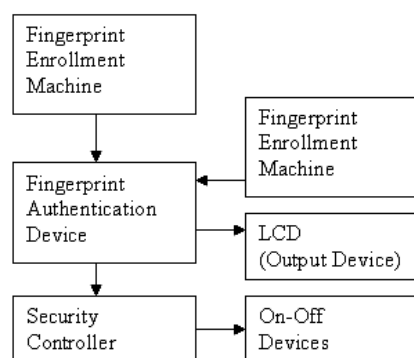 Fingerprint
Enrollment
Machine
Fingerprint
Enrollment
Machine
Fingerprint
Authentication
Device
LCD
(Output Device)
Security
Controller
On-Off
Devices